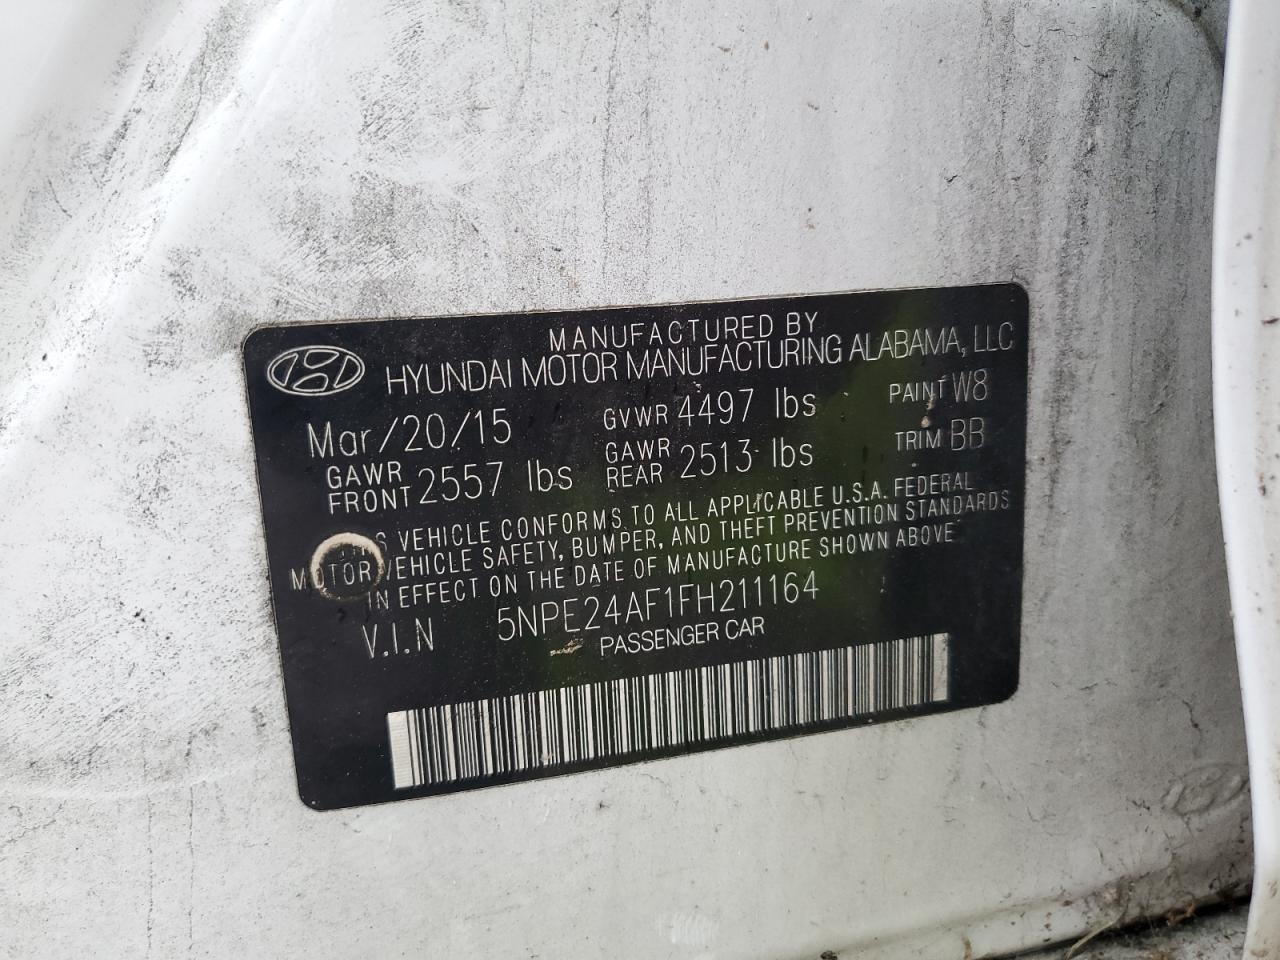 MANUFACTURED BY
HYUNDAI MOTOR MANUFACTURING ALABAMA, LLC
Mar/20/15 GVWR 4497 lbs PAINT W8
GAWR FRONT 2557 lbs GAWR REAR 2513 lbs TRIM BB
THIS VEHICLE CONFORMS TO ALL APPLICABLE U.S.A. FEDERAL
MOTOR VEHICLE SAFETY, BUMPER, AND THEFT PREVENTION STANDARDS
IN EFFECT ON THE DATE OF MANUFACTURE SHOWN ABOVE
V.I.N 5NPE24AF1FH211164
PASSENGER CAR